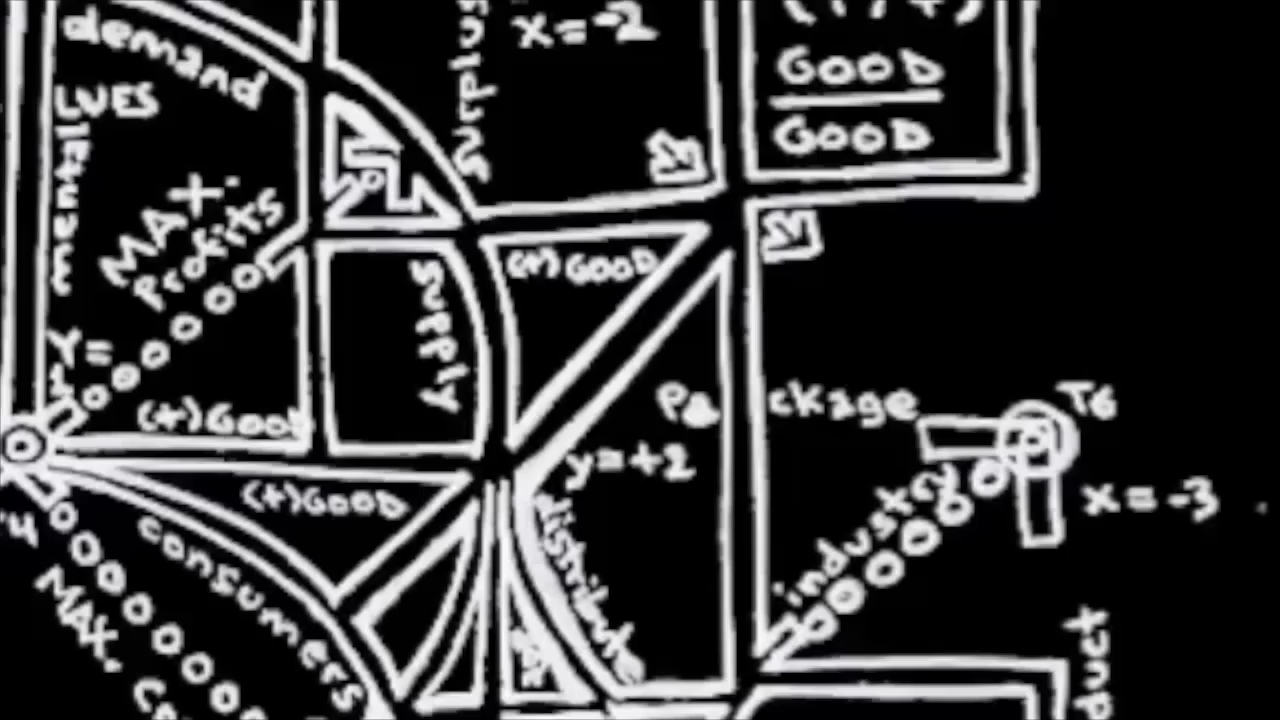 demand
surplus
x=-2
GOOD
GOOD
LUES
mental
MAX.
Profits
(+)GOOD
supply
y=
(+)GOOD
Package
T6
y=+2
(+)GOOD
industry
x=-3
distribute
consumers
MAX.